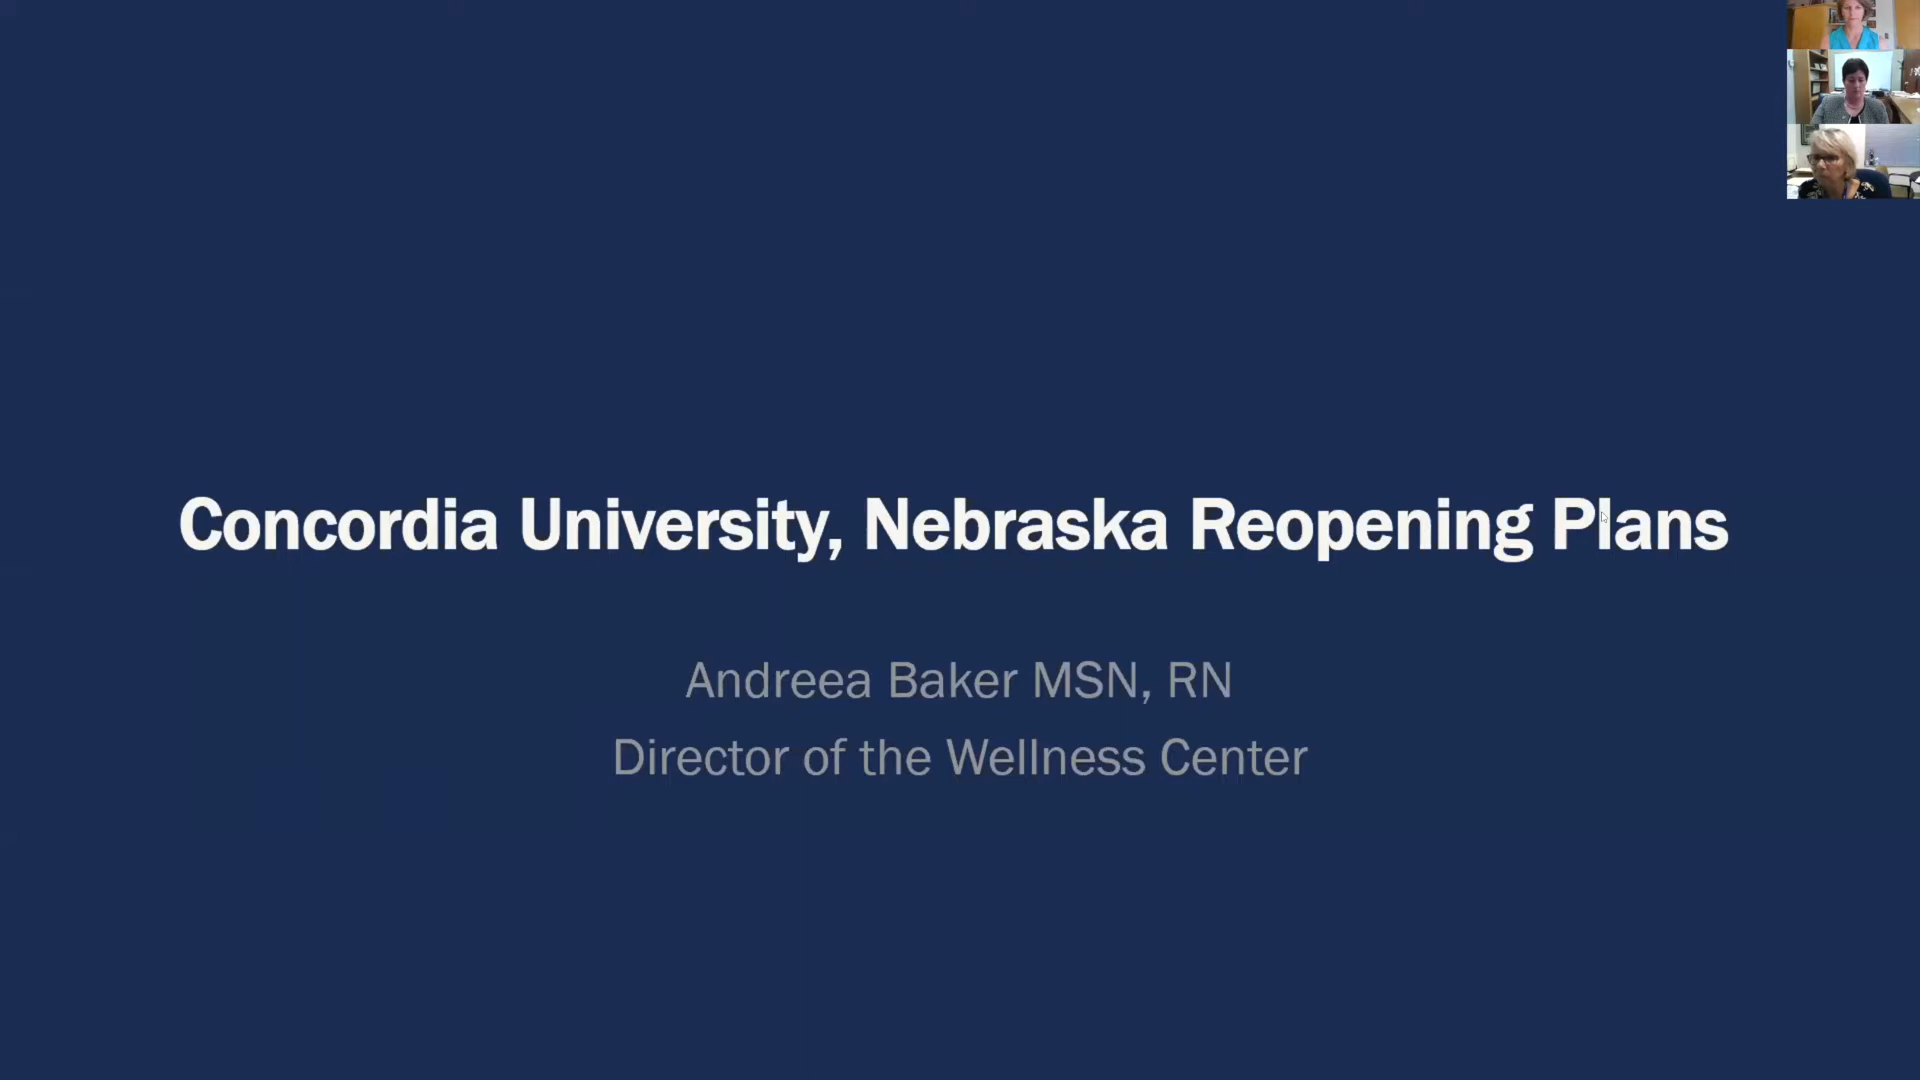 Concordia University, Nebraska Reopening Plans
Andreea Baker MSN, RN
Director of the Wellness Center